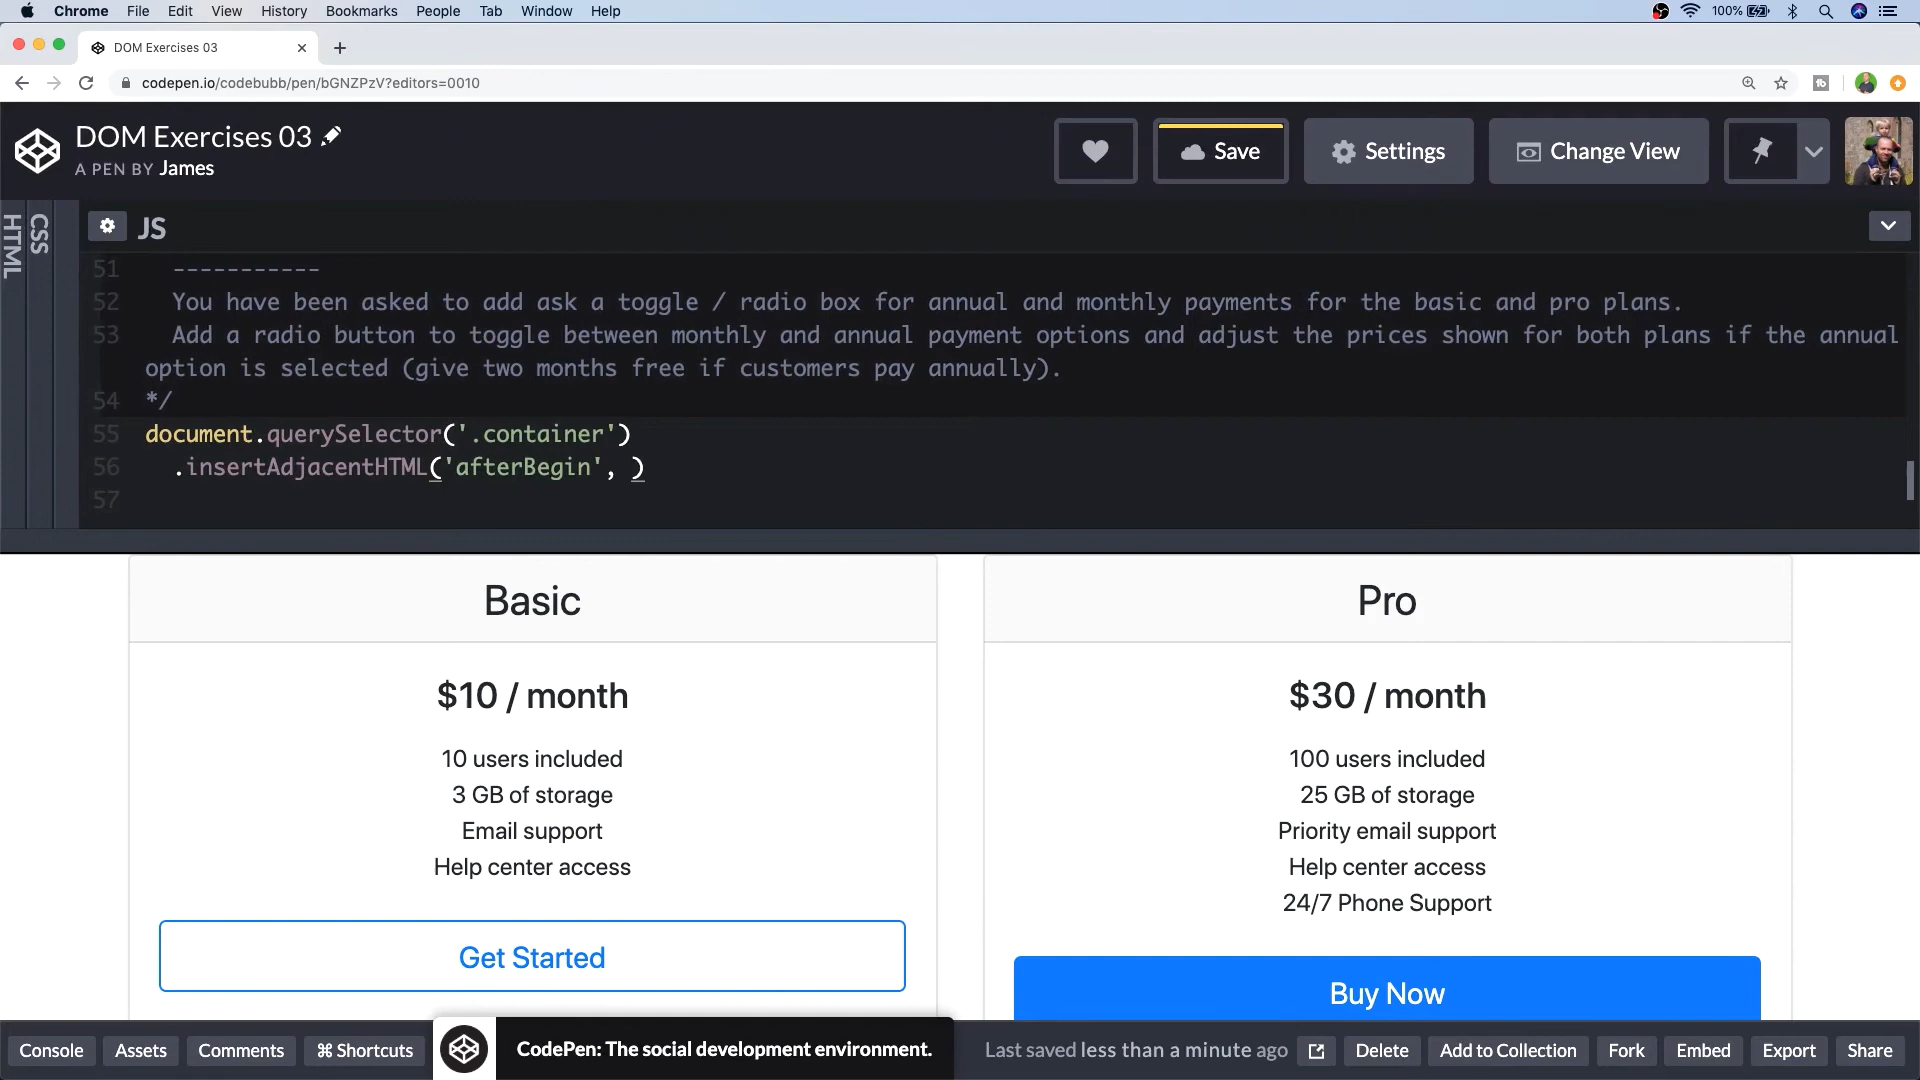 Chrome File Edit View History Bookmarks People Tab Window Help
100%
DOM Exercises 03
codepen.io/codebubb/pen/bGNZPzV?editors=0010
DOM Exercises 03
A PEN BY James
Save
Settings
Change View
HTML
CSS
JS
51 -----------
52 You have been asked to add ask a toggle / radio box for annual and monthly payments for the basic and pro plans.
53 Add a radio button to toggle between monthly and annual payment options and adjust the prices shown for both plans if the annual
option is selected (give two months free if customers pay annually).
54 */
55 document.querySelector('.container')
56 .insertAdjacentHTML('afterBegin', )
57
Basic
$10 / month
10 users included
3 GB of storage
Email support
Help center access
Get Started
Pro
$30 / month
100 users included
25 GB of storage
Priority email support
Help center access
24/7 Phone Support
Buy Now
Console Assets Comments ⌘ Shortcuts
CodePen: The social development environment.
Last saved less than a minute ago
Delete Add to Collection Fork Embed Export Share